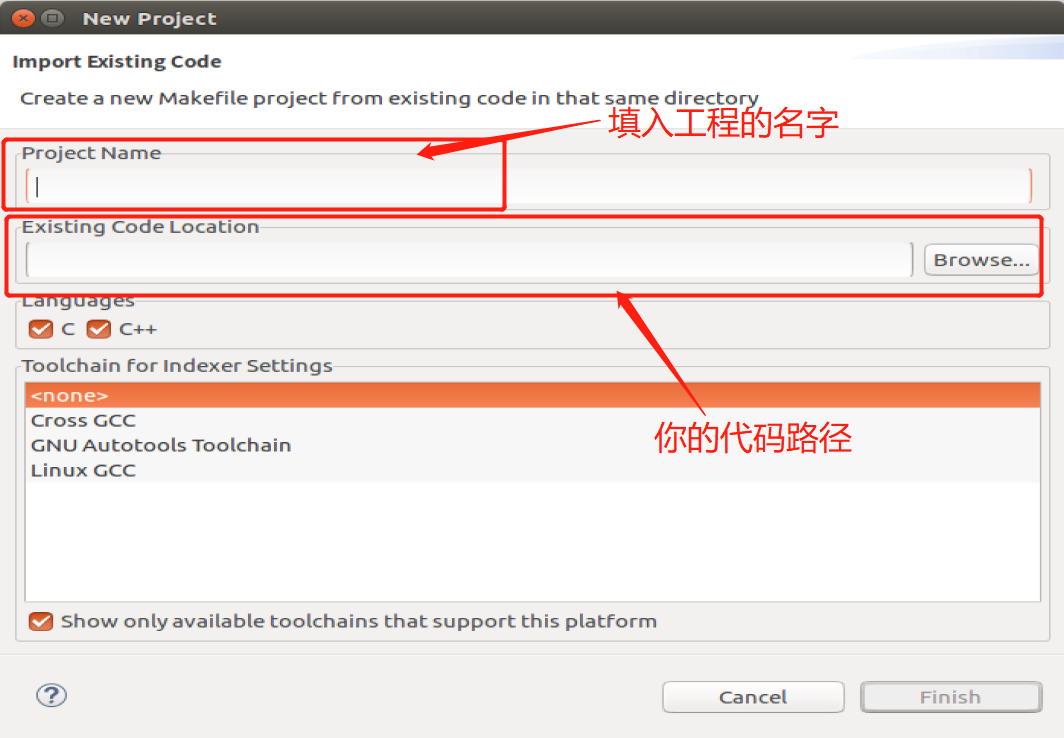 New Project
Import Existing Code
Create a new Makefile project from existing code in that same directory
填入工程的名字
Project Name
Existing Code Location
Browse...
Languages
C C++
Toolchain for Indexer Settings
<none>
Cross GCC
你的代码路径
GNU Autotools Toolchain
Linux GCC
Show only available toolchains that support this platform
? Cancel Finish